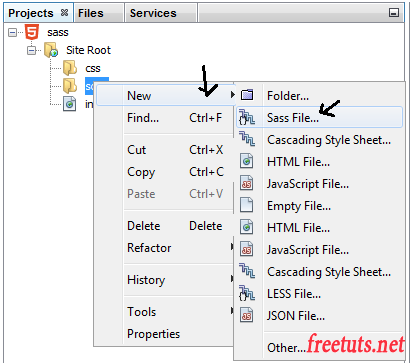 Projects Files Services
sass
Site Root
css
New
Find... Ctrl+F
Cut Ctrl+X
Copy Ctrl+C
Paste Ctrl+V
Delete Delete
Refactor
History
Tools
Properties
Folder...
Sass File...
Cascading Style Sheet...
HTML File...
JavaScript File...
Empty File...
HTML File...
JavaScript File...
Cascading Style Sheet...
LESS File...
JSON File...
Other...
freetuts.net